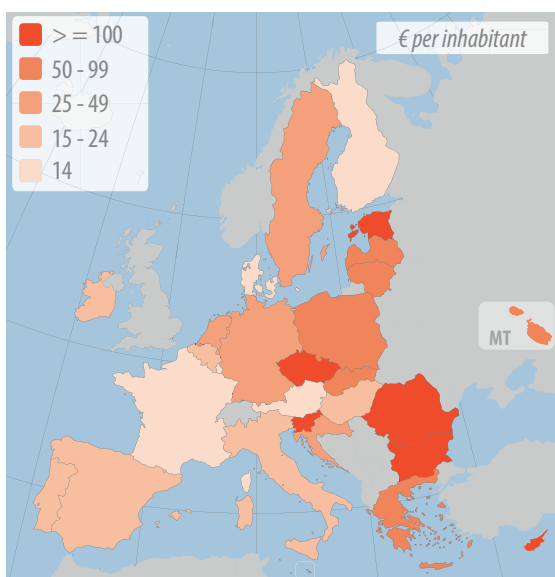 > = 100
€ per inhabitant
50 - 99
25 - 49
15 - 24
14
MT